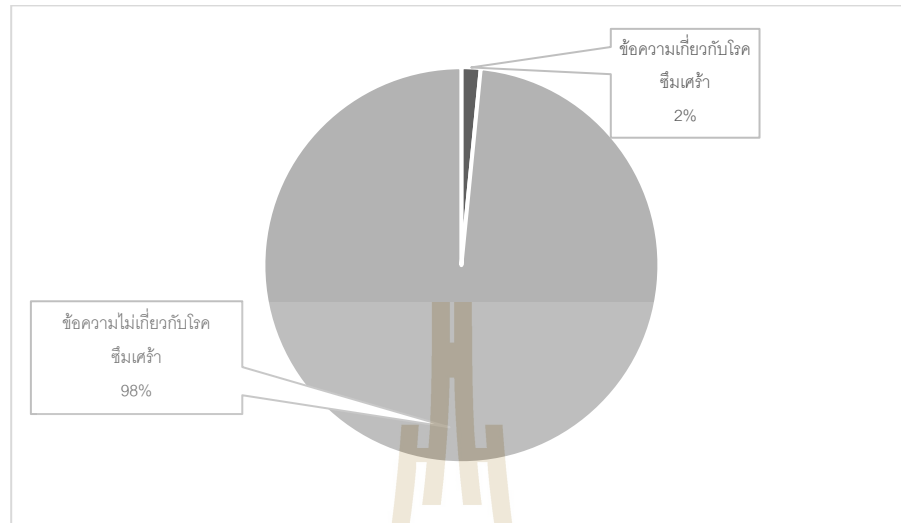 ข้อความเกี่ยวกับโรค
ซึมเศร้า
2%
ข้อความไม่เกี่ยวกับโรค
ซึมเศร้า
98%